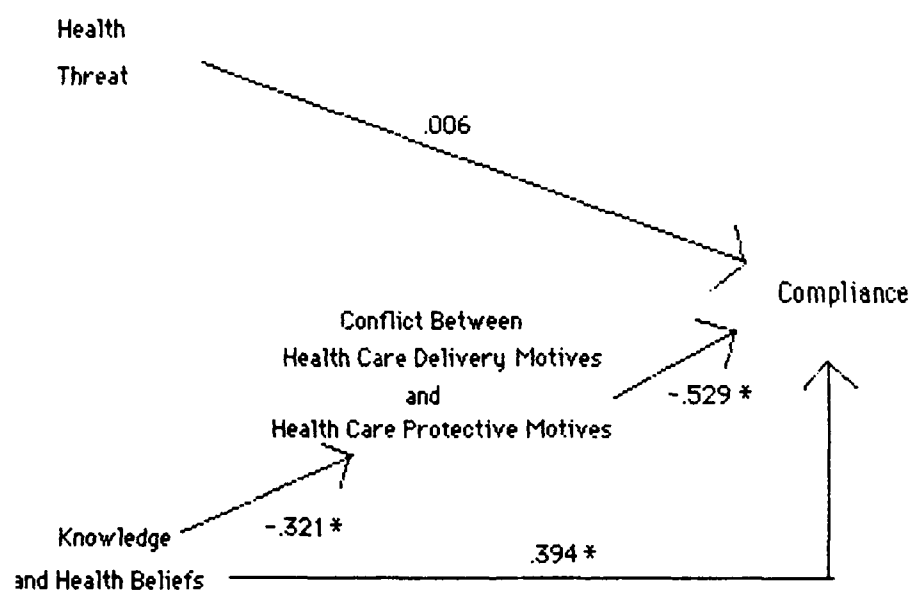 Health
Threat
.006
Compliance
Conflict Between
Health Care Delivery Motives
and
Health Care Protective Motives
-.529 *
-.321 *
Knowledge
and Health Beliefs
.394 *